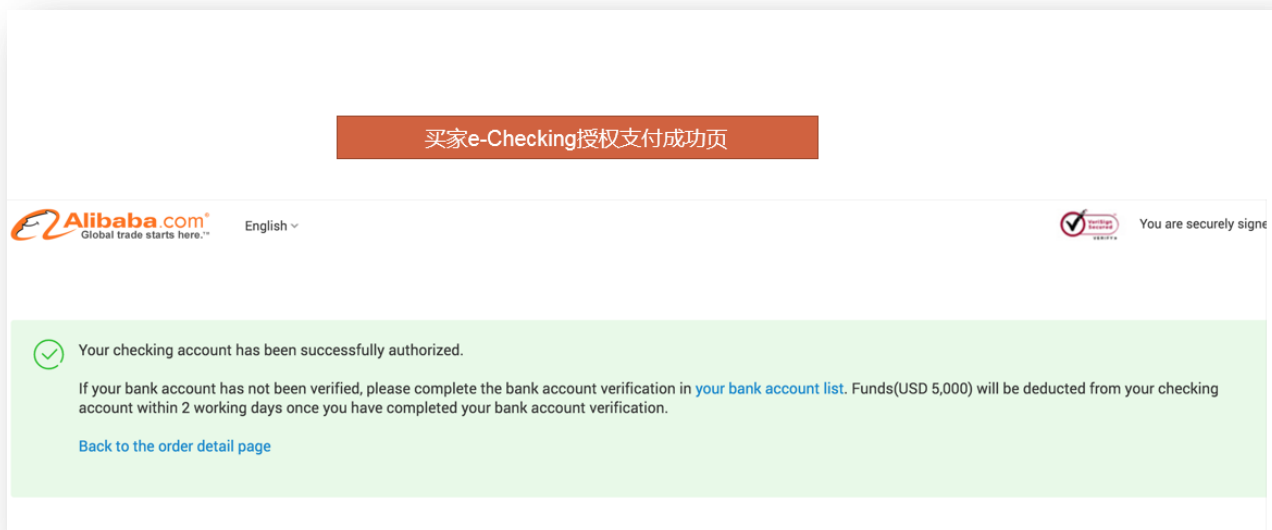 买家e-Checking授权支付成功页
Alibaba.com
Global trade starts here.™
English
VeriSign
Secured
VERIFY
You are securely signe
Your checking account has been successfully authorized.
If your bank account has not been verified, please complete the bank account verification in your bank account list. Funds(USD 5,000) will be deducted from your checking
account within 2 working days once you have completed your bank account verification.
Back to the order detail page